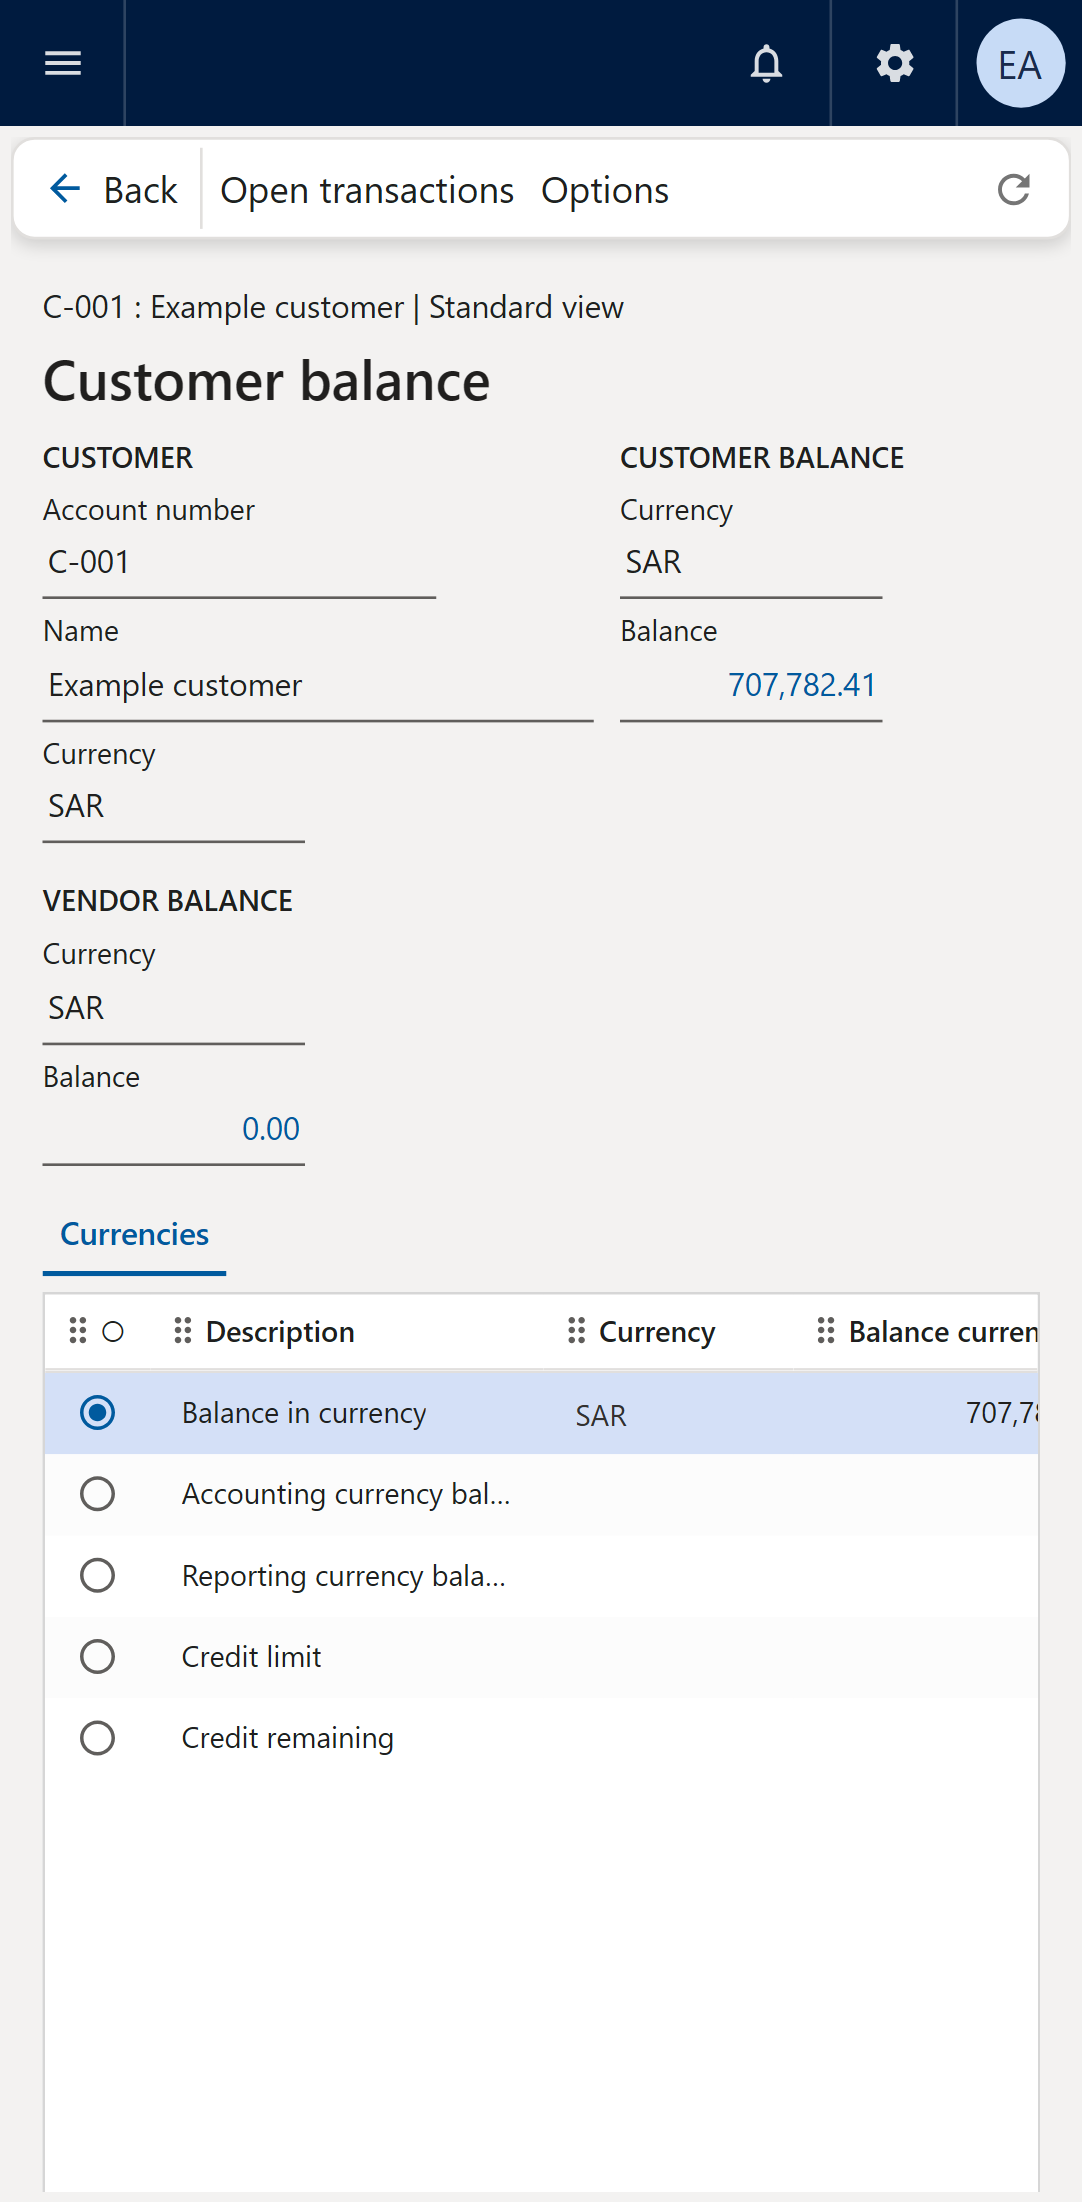 EA
Back
Open transactions
Options
C-001 : Example customer | Standard view
Customer balance
CUSTOMER
Account number
C-001
Name
Example customer
Currency
SAR
CUSTOMER BALANCE
Currency
SAR
Balance
707,782.41
VENDOR BALANCE
Currency
SAR
Balance
0.00
Currencies
Description Currency Balance curren
Balance in currency SAR 707,78
Accounting currency bal...
Reporting currency bala...
Credit limit
Credit remaining